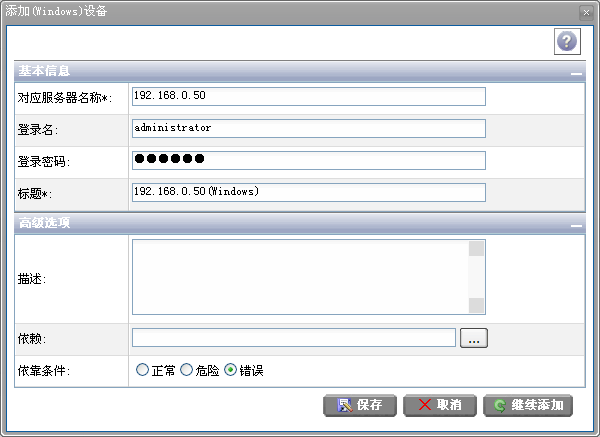 添加(Windows)设备
?
基本信息
对应服务器名称*: 192.168.0.50
登录名: administrator
登录密码: ●●●●●●
标题*: 192.168.0.50(Windows)
高级选项
描述:
依赖: ...
依靠条件: 正常 危险 错误
保存 取消 继续添加